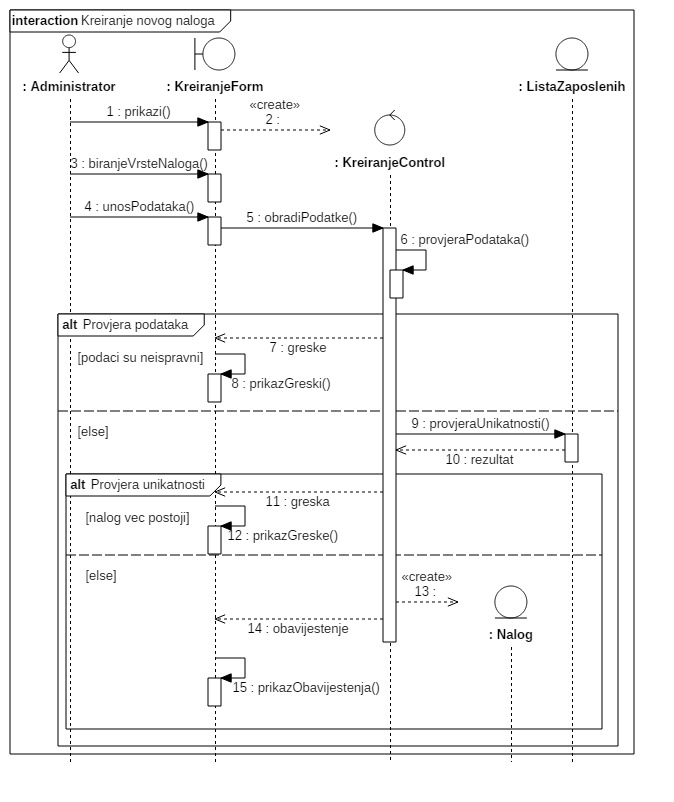 interaction Kreiranje novog naloga
: Administrator
: KreiranjeForm
: ListaZaposlenih
1 : prikazi()
«create»
2 :
: KreiranjeControl
3 : biranjeVrsteNaloga()
4 : unosPodataka()
5 : obradiPodatke()
6 : provjeraPodataka()
alt Provjera podataka
7 : greske
[podaci su neispravni]
8 : prikazGreski()
[else]
9 : provjeraUnikatnosti()
10 : rezultat
alt Provjera unikatnosti
11 : greska
[nalog vec postoji]
12 : prikazGreske()
[else]
«create»
13 :
14 : obavijestenje
: Nalog
15 : prikazObavijestenja()